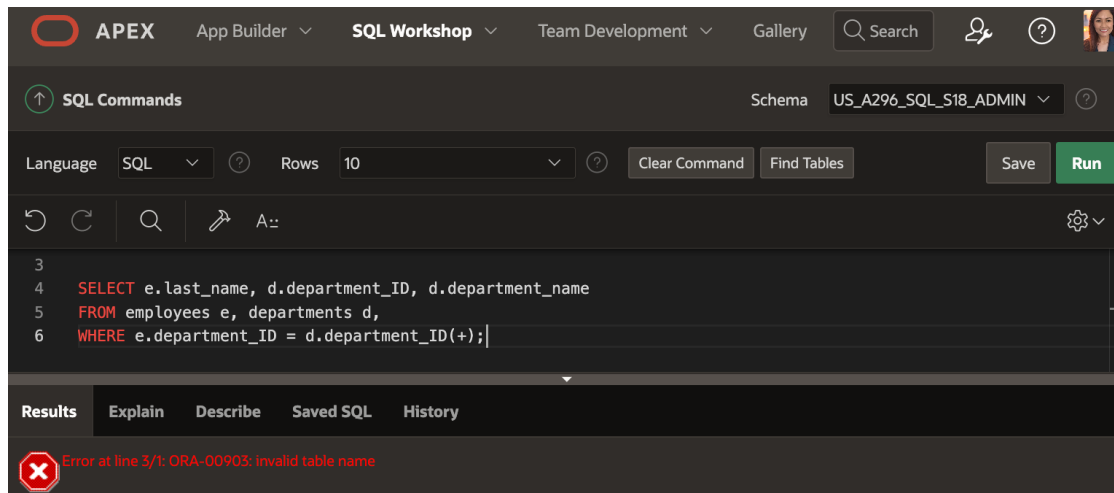 APEX App Builder SQL Workshop Team Development Gallery Search ?
SQL Commands Schema US_A296_SQL_S18_ADMIN ?
Language SQL ? Rows 10 ? Clear Command Find Tables Save Run
A::
3
4 SELECT e.last_name, d.department_ID, d.department_name
5 FROM employees e, departments d,
6 WHERE e.department_ID = d.department_ID(+);
Results Explain Describe Saved SQL History
Error at line 3/1: ORA-00903: invalid table name